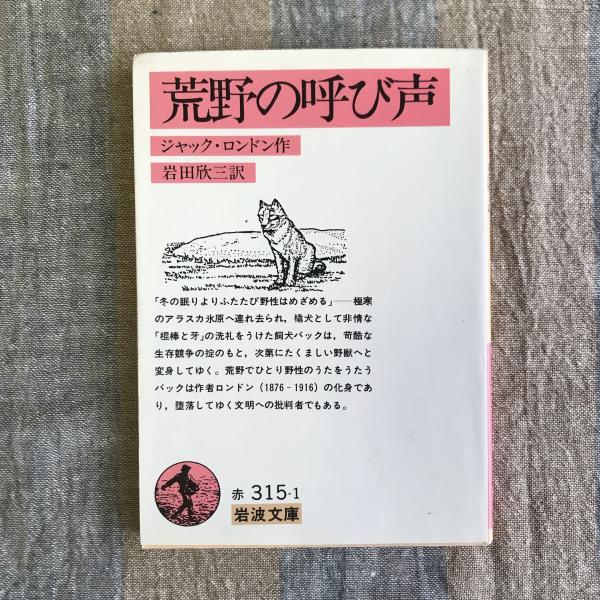 荒野の呼び声
ジャック・ロンドン作
岩田欣三訳
「冬の眠りよりふたたび野性はめざめる」──極寒
のアラスカ氷原へ連れ去られ，橇犬として非情な
「棍棒と牙」の洗礼をうけた飼犬バックは，苛酷な
生存競争の掟のもと，次第にたくましい野獣へと
変身してゆく。荒野でひとり野性のうたをうたう
バックは作者ロンドン（1876－1916）の化身であ
り，堕落してゆく文明への批判者でもある。
赤 315-1
岩波文庫